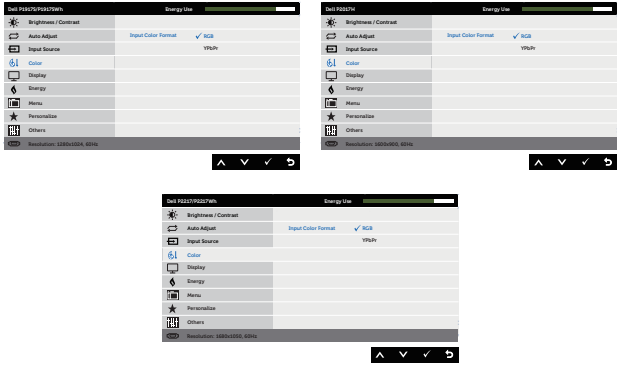 Dell P1917S/P1917SWh Energy Use
Brightness / Contrast
Auto Adjust Input Color Format ✓ RGB
Input Source YPbPr
Color
Display
Energy
Menu
Personalize
Others
Resolution: 1280x1024, 60Hz
Dell P2017H Energy Use
Brightness / Contrast
Auto Adjust Input Color Format ✓ RGB
Input Source YPbPr
Color
Display
Energy
Menu
Personalize
Others
Resolution: 1600x900, 60Hz
Dell P2217/P2217Wh Energy Use
Brightness / Contrast
Auto Adjust Input Color Format ✓ RGB
Input Source YPbPr
Color
Display
Energy
Menu
Personalize
Others
Resolution: 1680x1050, 60Hz